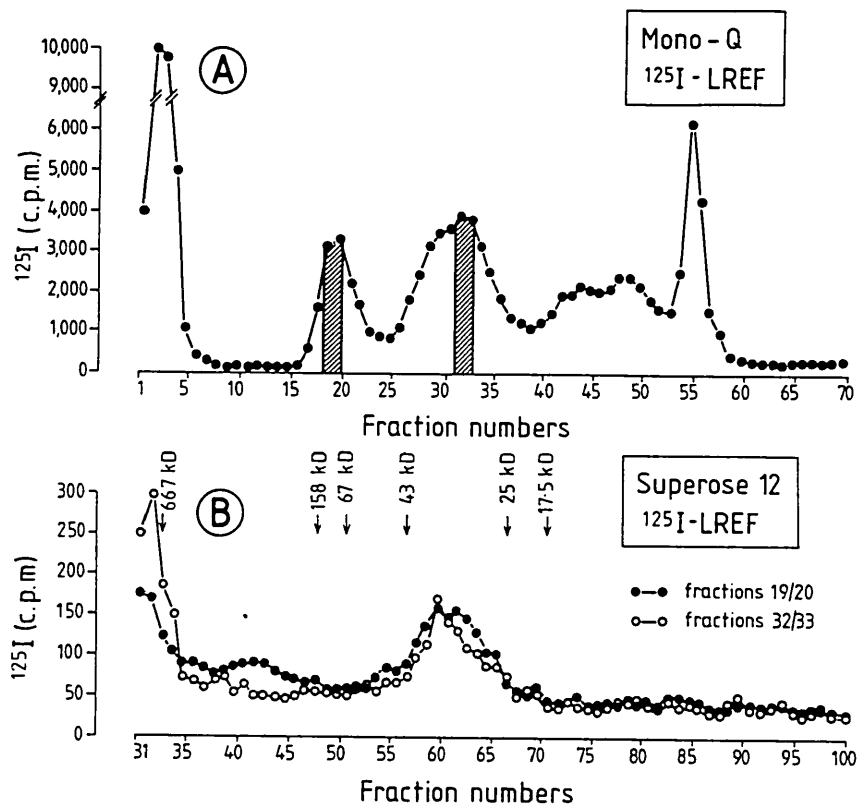 10,000
9,000
6,000
5,000
4,000
3,000
2,000
1,000
0
¹²⁵I (c.p.m.)
A
Mono-Q
¹²⁵I-LREF
1 5 10 15 20 25 30 35 40 45 50 55 60 65 70
Fraction numbers
300
250
200
150
100
50
0
¹²⁵I (c.p.m)
B
667 kD
158 kD
67 kD
43 kD
25 kD
17·5 kD
Superose 12
¹²⁵I-LREF
fractions 19/20
fractions 32/33
31 35 40 45 50 55 60 65 70 75 80 85 90 95 100
Fraction numbers